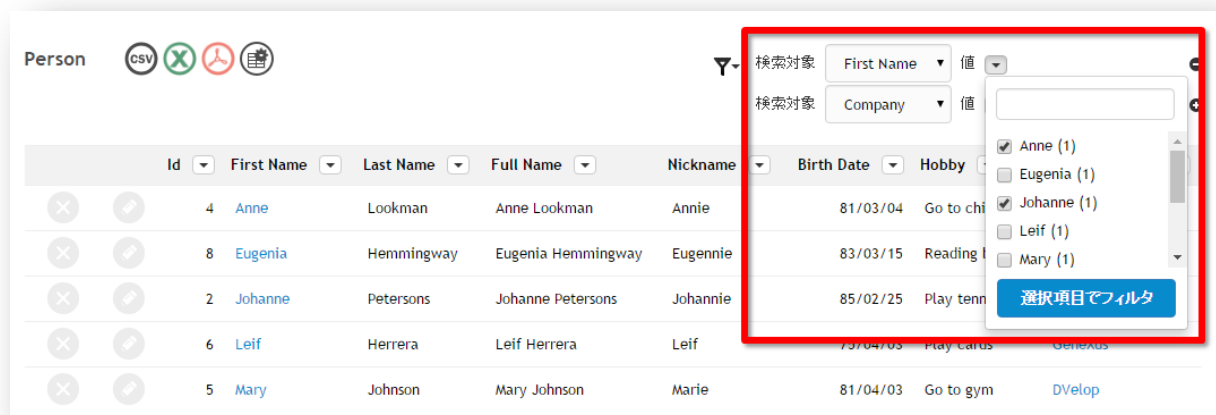 Person CSV 検索対象 First Name 値
検索対象 Company 値
Id First Name Last Name Full Name Nickname Birth Date Hobby
Anne (1)
Eugenia (1)
Johanne (1)
Leif (1)
Mary (1)
選択項目でフィルタ
4 Anne Lookman Anne Lookman Annie 81/03/04 Go to chi
8 Eugenia Hemmingway Eugenia Hemmingway Eugennie 83/03/15 Reading
2 Johanne Petersons Johanne Petersons Johannie 85/02/25 Play tenn
6 Leif Herrera Leif Herrera Leif 75/04/03 Play cards GeneXus
5 Mary Johnson Mary Johnson Marie 81/04/03 Go to gym DVelop